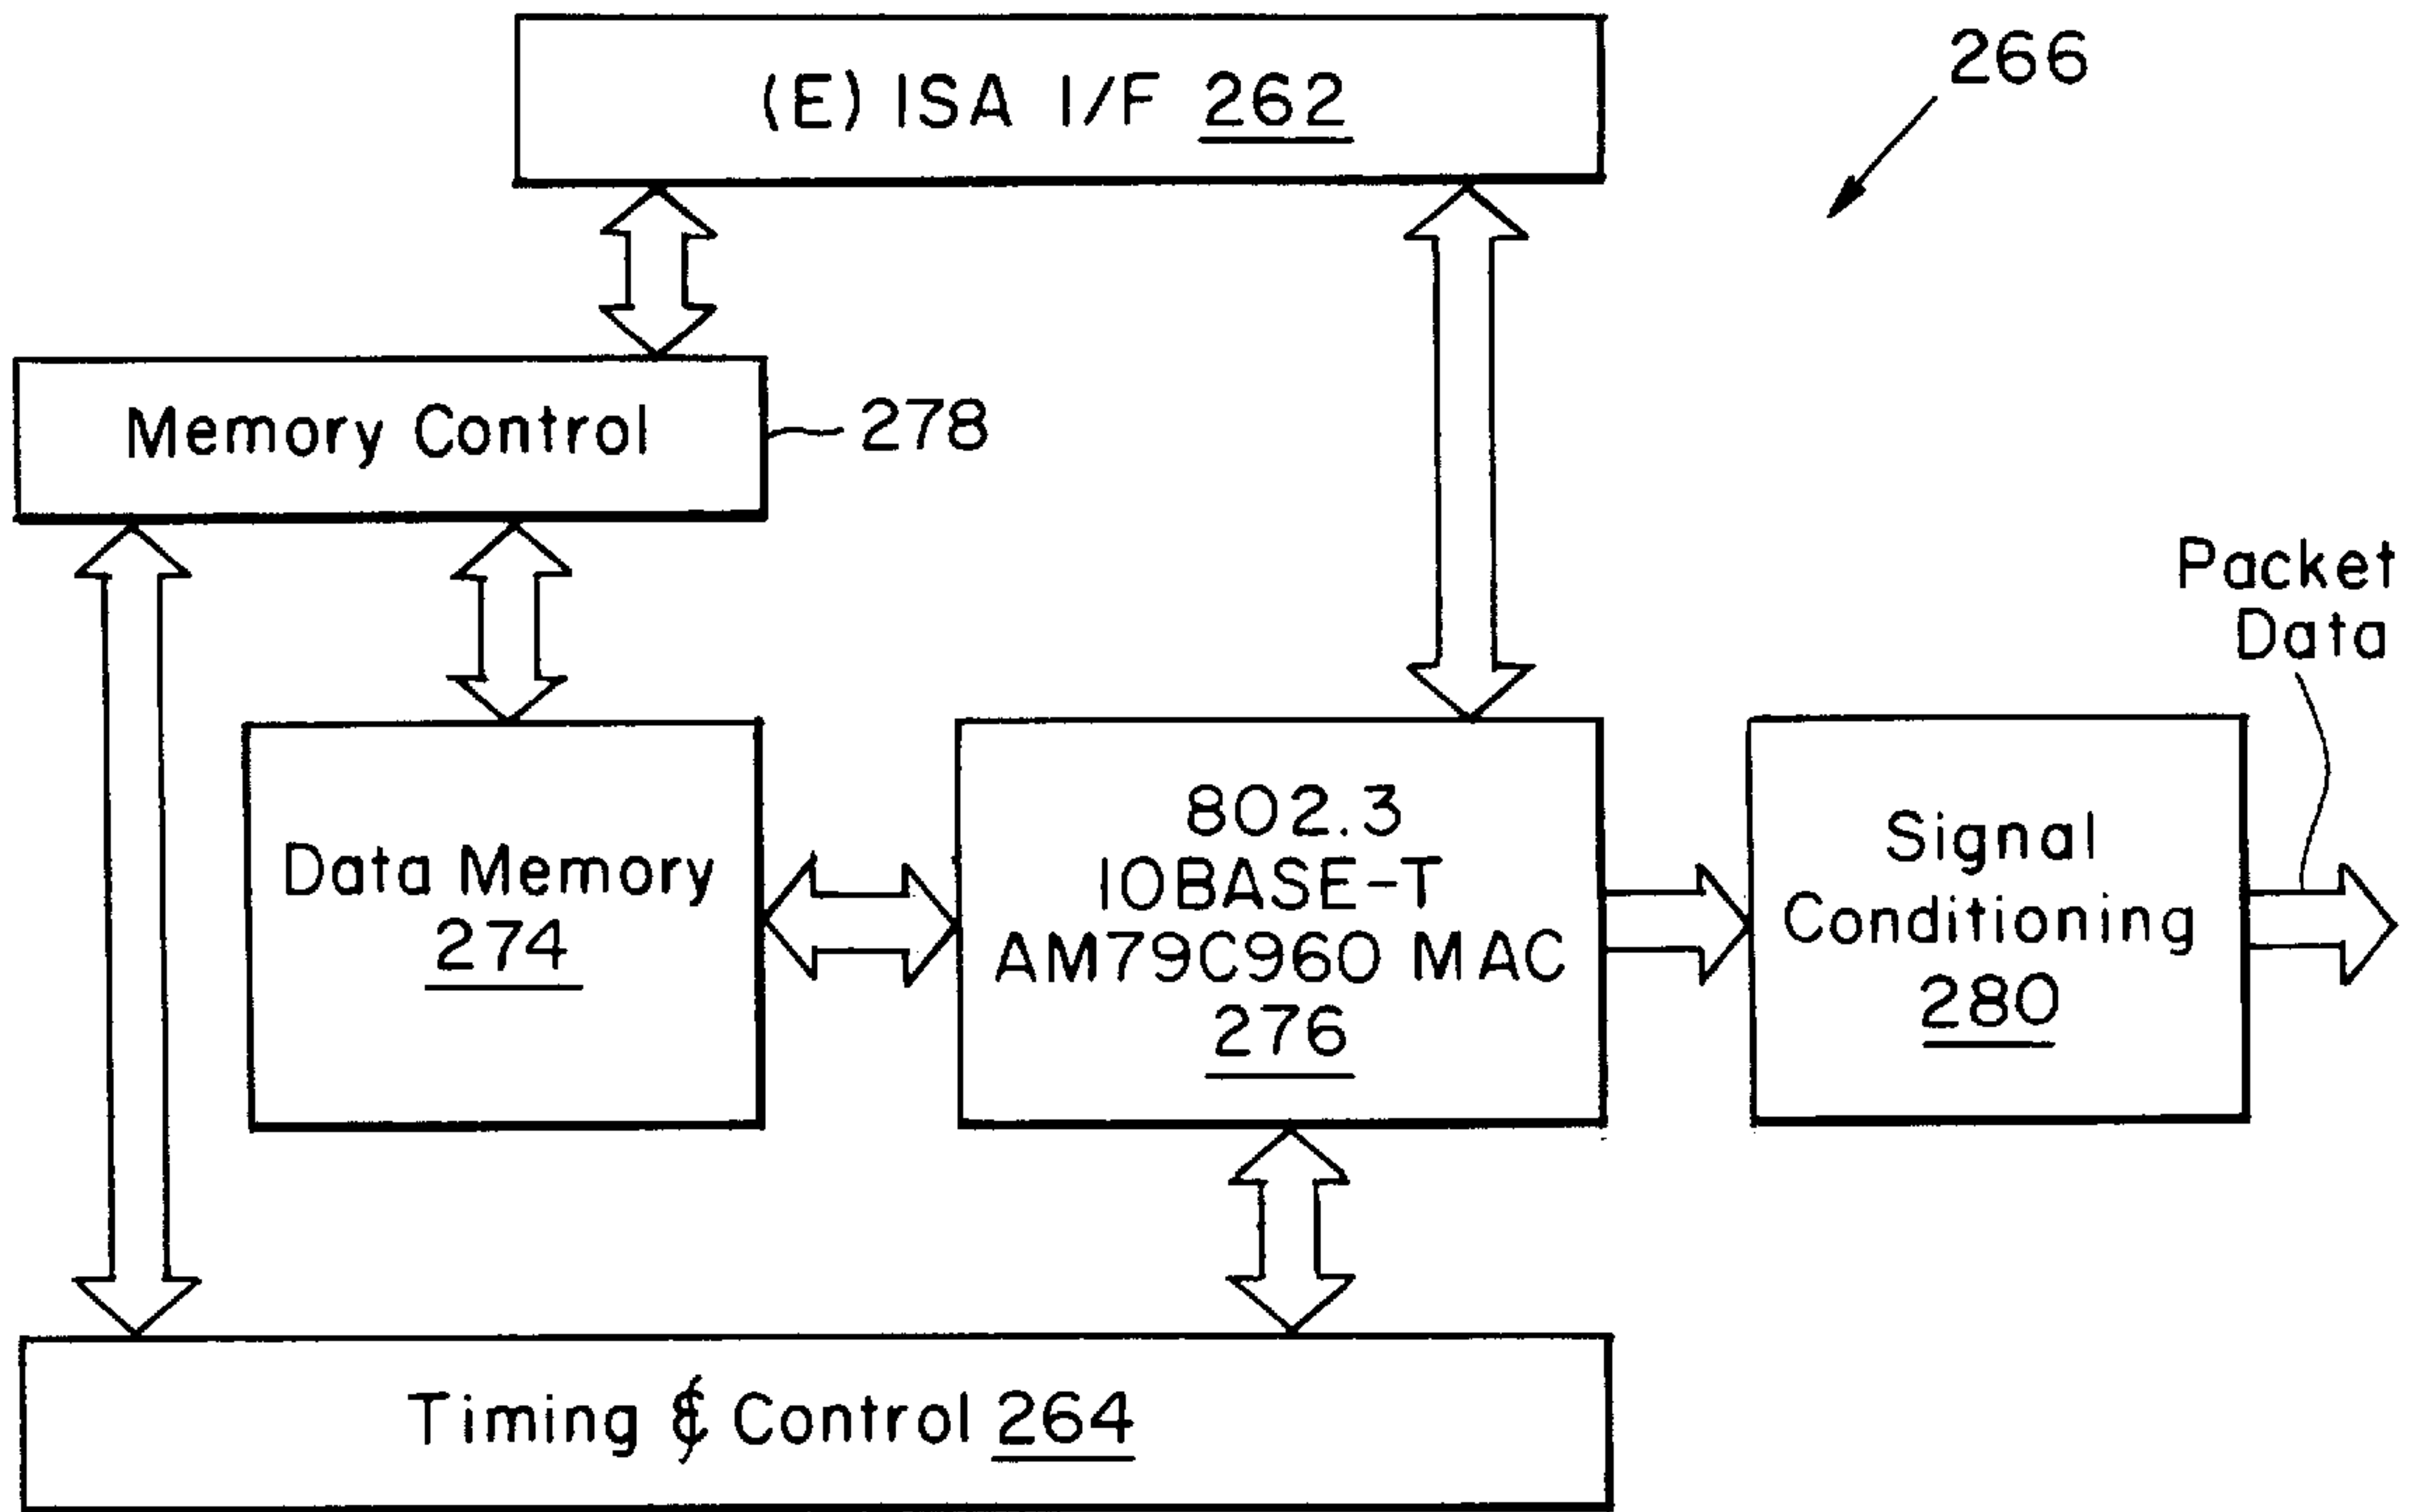 (E) ISA I/F 262
266
Memory Control
278
Packet
Data
Data Memory
274
802.3
10BASE-T
AM79C960 MAC
276
Signal
Conditioning
280
Timing & Control 264